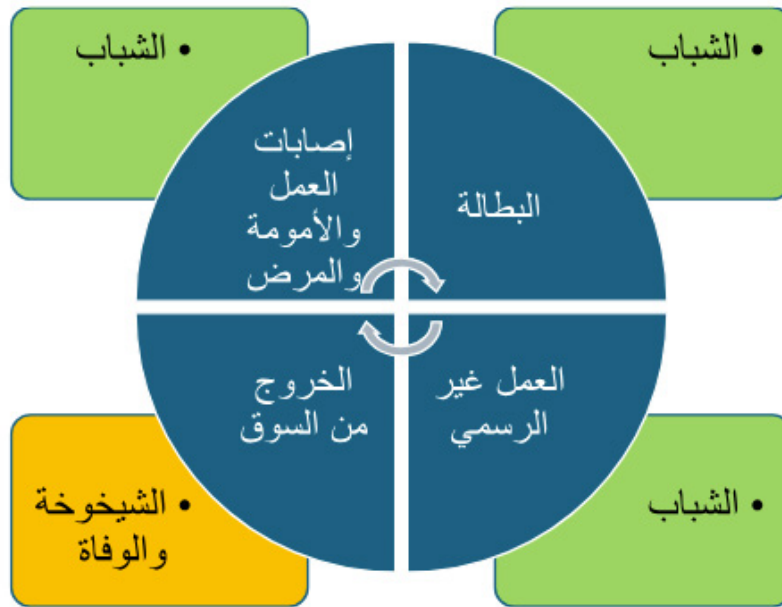 • الشباب
• الشباب
البطالة
إصابات
العمل
والأمومة
والمرض
العمل غير
الرسمي
الخروج
من السوق
• الشباب
• الشيخوخة
والوفاة